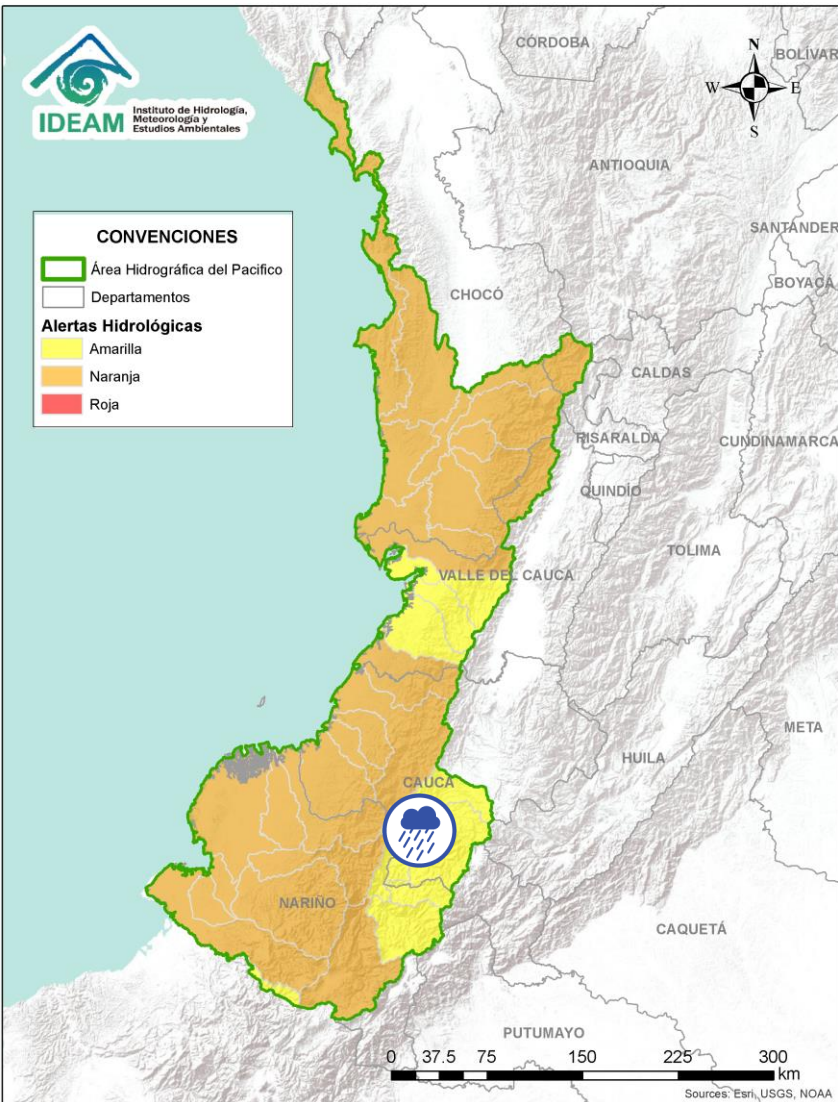 IDEAM
Instituto de Hidrología,
Meteorología y
Estudios Ambientales
CÓRDOBA
BOLÍVAR
N
W
E
S
ANTIOQUIA
SANTANDER
BOYACÁ
CONVENCIONES
Área Hidrográfica del Pacifico
Departamentos
Alertas Hidrológicas
Amarilla
Naranja
Roja
CHOCÓ
CALDAS
RISARALDA
CUNDINAMARCA
QUINDÍO
TOLIMA
VALLE DEL CAUCA
META
HUILA
CAUCA
NARIÑO
CAQUETÁ
PUTUMAYO
0 37.5 75 150 225 300
km
Sources: Esri, USGS, NOAA